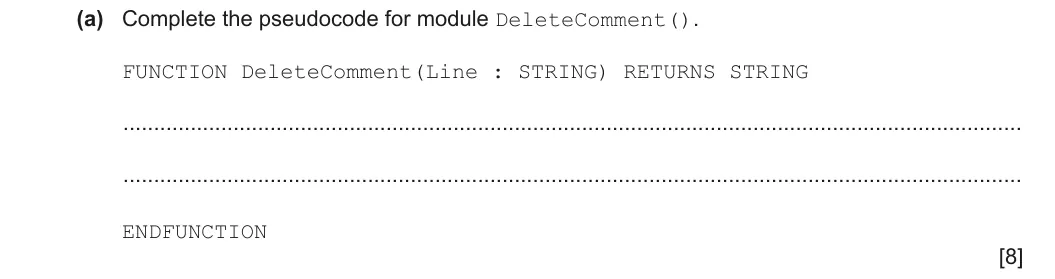 (a) Complete the pseudocode for module DeleteComment().
FUNCTION DeleteComment(Line : STRING) RETURNS STRING
..........................................................................................................................................................
..........................................................................................................................................................
ENDFUNCTION
[8]